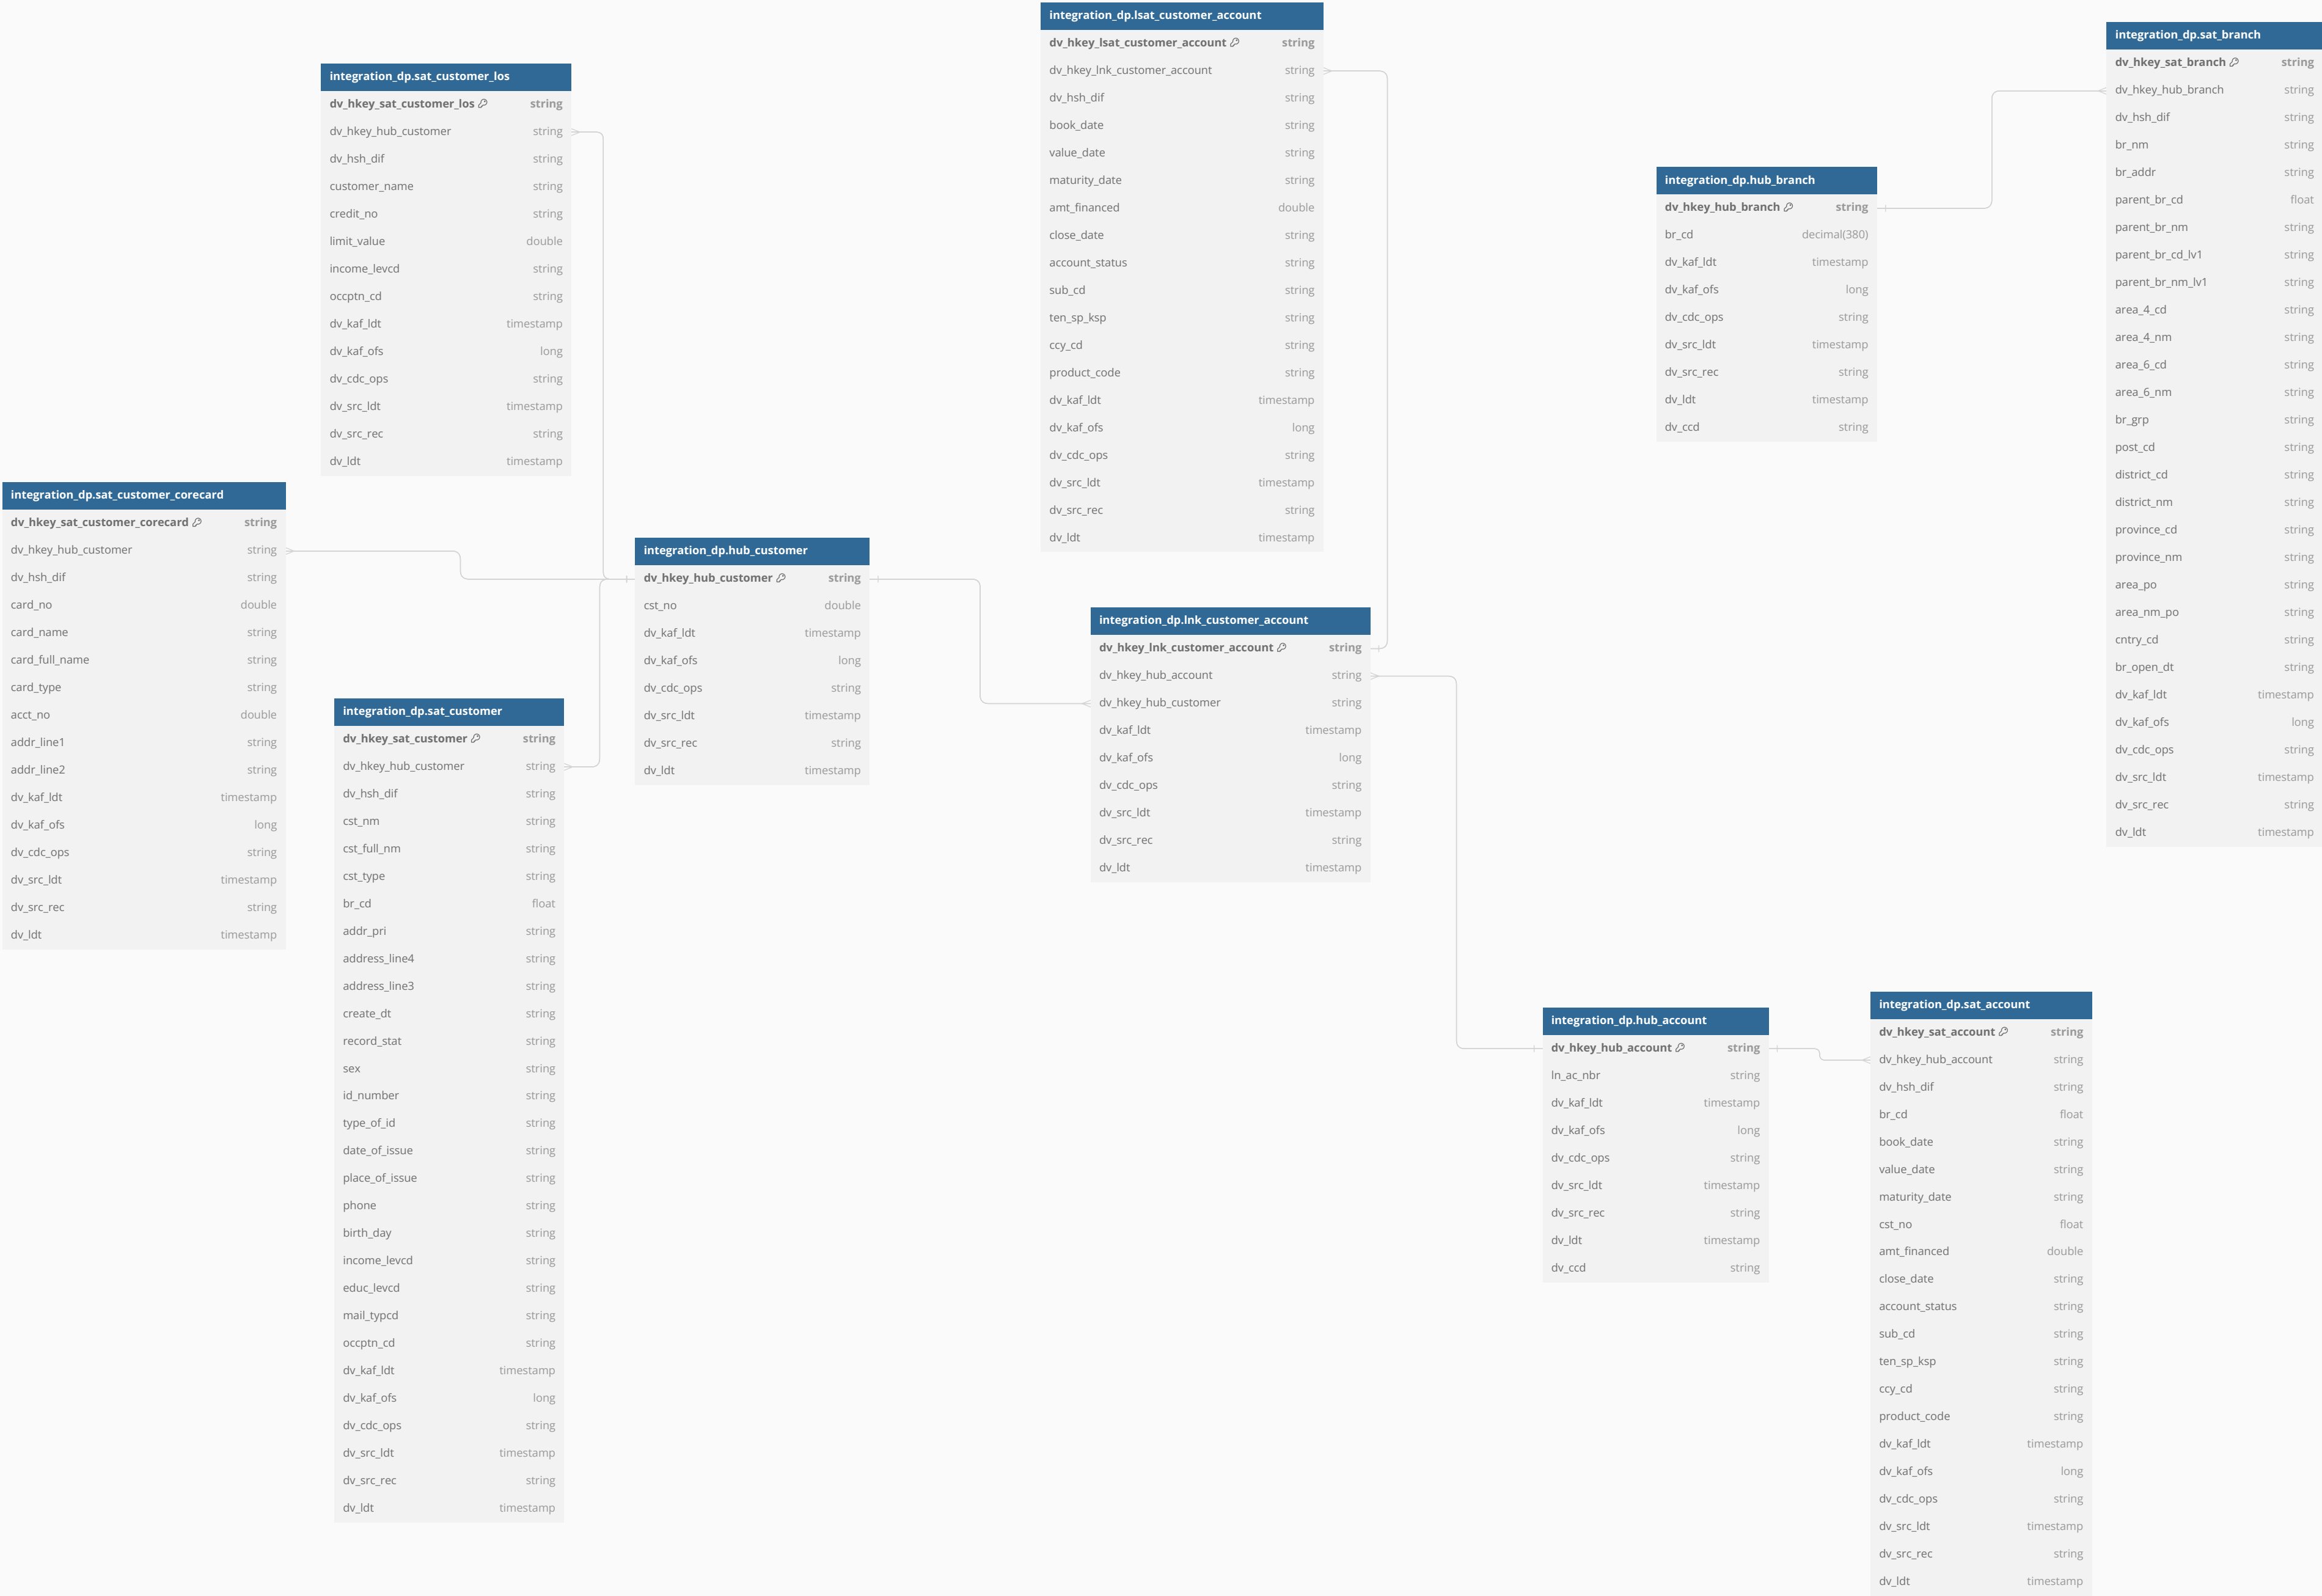 integration_dp.lsat_customer_account
dv_hkey_lsat_customer_account string
dv_hkey_lnk_customer_account string
dv_hsh_dif string
book_date string
value_date string
maturity_date string
amt_financed double
close_date string
account_status string
sub_cd string
ten_sp_ksp string
ccy_cd string
product_code string
dv_kaf_ldt timestamp
dv_kaf_ofs long
dv_cdc_ops string
dv_src_ldt timestamp
dv_src_rec string
dv_ldt timestamp
integration_dp.sat_branch
dv_hkey_sat_branch string
dv_hkey_hub_branch string
dv_hsh_dif string
br_nm string
br_addr string
parent_br_cd float
parent_br_nm string
parent_br_cd_lv1 string
parent_br_nm_lv1 string
area_4_cd string
area_4_nm string
area_6_cd string
area_6_nm string
br_grp string
post_cd string
district_cd string
district_nm string
province_cd string
province_nm string
area_po string
area_nm_po string
cntry_cd string
br_open_dt string
dv_kaf_ldt timestamp
dv_kaf_ofs long
dv_cdc_ops string
dv_src_ldt timestamp
dv_src_rec string
dv_ldt timestamp
integration_dp.sat_customer_los
dv_hkey_sat_customer_los string
dv_hkey_hub_customer string
dv_hsh_dif string
customer_name string
credit_no string
limit_value double
income_levcd string
occptn_cd string
dv_kaf_ldt timestamp
dv_kaf_ofs long
dv_cdc_ops string
dv_src_ldt timestamp
dv_src_rec string
dv_ldt timestamp
integration_dp.hub_branch
dv_hkey_hub_branch string
br_cd decimal(380)
dv_kaf_ldt timestamp
dv_kaf_ofs long
dv_cdc_ops string
dv_src_ldt timestamp
dv_src_rec string
dv_ldt timestamp
dv_ccd string
integration_dp.sat_customer_corecard
dv_hkey_sat_customer_corecard string
dv_hkey_hub_customer string
dv_hsh_dif string
card_no double
card_name string
card_full_name string
card_type string
acct_no double
addr_line1 string
addr_line2 string
dv_kaf_ldt timestamp
dv_kaf_ofs long
dv_cdc_ops string
dv_src_ldt timestamp
dv_src_rec string
dv_ldt timestamp
integration_dp.hub_customer
dv_hkey_hub_customer string
cst_no double
dv_kaf_ldt timestamp
dv_kaf_ofs long
dv_cdc_ops string
dv_src_ldt timestamp
dv_src_rec string
dv_ldt timestamp
integration_dp.lnk_customer_account
dv_hkey_lnk_customer_account string
dv_hkey_hub_account string
dv_hkey_hub_customer string
dv_kaf_ldt timestamp
dv_kaf_ofs long
dv_cdc_ops string
dv_src_ldt timestamp
dv_src_rec string
dv_ldt timestamp
integration_dp.sat_customer
dv_hkey_sat_customer string
dv_hkey_hub_customer string
dv_hsh_dif string
cst_nm string
cst_full_nm string
cst_type string
br_cd float
addr_pri string
address_line4 string
address_line3 string
create_dt string
record_stat string
sex string
id_number string
type_of_id string
date_of_issue string
place_of_issue string
phone string
birth_day string
income_levcd string
educ_levcd string
mail_typcd string
occptn_cd string
dv_kaf_ldt timestamp
dv_kaf_ofs long
dv_cdc_ops string
dv_src_ldt timestamp
dv_src_rec string
dv_ldt timestamp
integration_dp.hub_account
dv_hkey_hub_account string
ln_ac_nbr string
dv_kaf_ldt timestamp
dv_kaf_ofs long
dv_cdc_ops string
dv_src_ldt timestamp
dv_src_rec string
dv_ldt timestamp
dv_ccd string
integration_dp.sat_account
dv_hkey_sat_account string
dv_hkey_hub_account string
dv_hsh_dif string
br_cd float
book_date string
value_date string
maturity_date string
cst_no float
amt_financed double
close_date string
account_status string
sub_cd string
ten_sp_ksp string
ccy_cd string
product_code string
dv_kaf_ldt timestamp
dv_kaf_ofs long
dv_cdc_ops string
dv_src_ldt timestamp
dv_src_rec string
dv_ldt timestamp